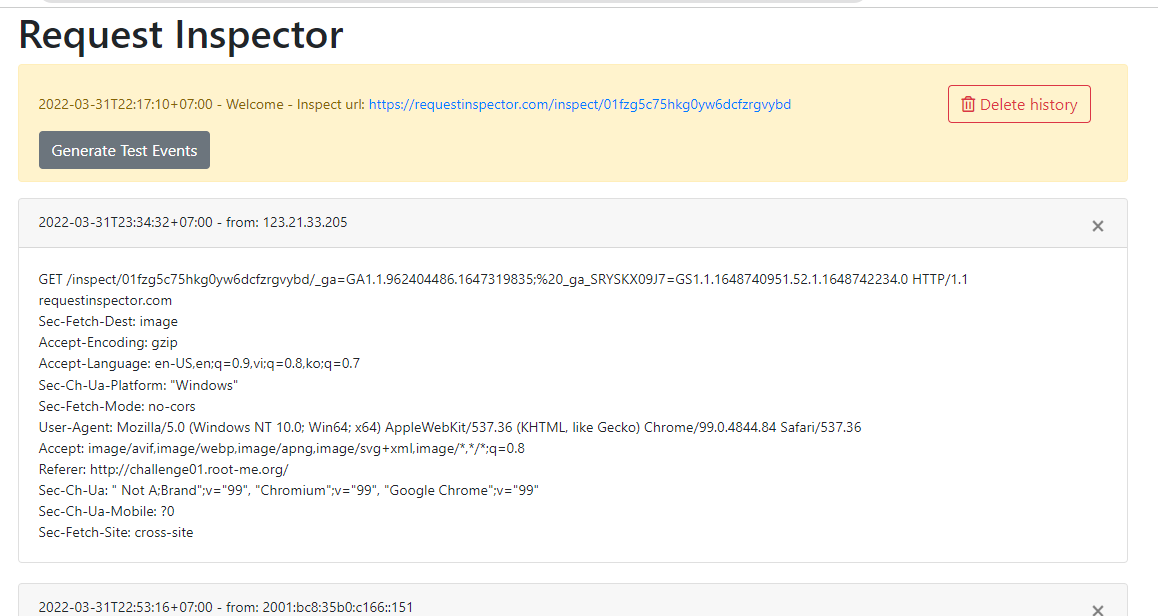 Request Inspector
2022-03-31T22:17:10+07:00 - Welcome - Inspect url: https://requestinspector.com/inspect/01fzg5c75hkg0yw6dcfzrgvybd
Delete history
Generate Test Events
2022-03-31T23:34:32+07:00 - from: 123.21.33.205
×
GET /inspect/01fzg5c75hkg0yw6dcfzrgvybd/_ga=GA1.1.962404486.1647319835;%20_ga_SRYSKX09J7=GS1.1.1648740951.52.1.1648742234.0 HTTP/1.1
requestinspector.com
Sec-Fetch-Dest: image
Accept-Encoding: gzip
Accept-Language: en-US,en;q=0.9,vi;q=0.8,ko;q=0.7
Sec-Ch-Ua-Platform: "Windows"
Sec-Fetch-Mode: no-cors
User-Agent: Mozilla/5.0 (Windows NT 10.0; Win64; x64) AppleWebKit/537.36 (KHTML, like Gecko) Chrome/99.0.4844.84 Safari/537.36
Accept: image/avif,image/webp,image/apng,image/svg+xml,image/*,*/*;q=0.8
Referer: http://challenge01.root-me.org/
Sec-Ch-Ua: " Not A;Brand";v="99", "Chromium";v="99", "Google Chrome";v="99"
Sec-Ch-Ua-Mobile: ?0
Sec-Fetch-Site: cross-site
2022-03-31T22:53:16+07:00 - from: 2001:bc8:35b0:c166::151
×